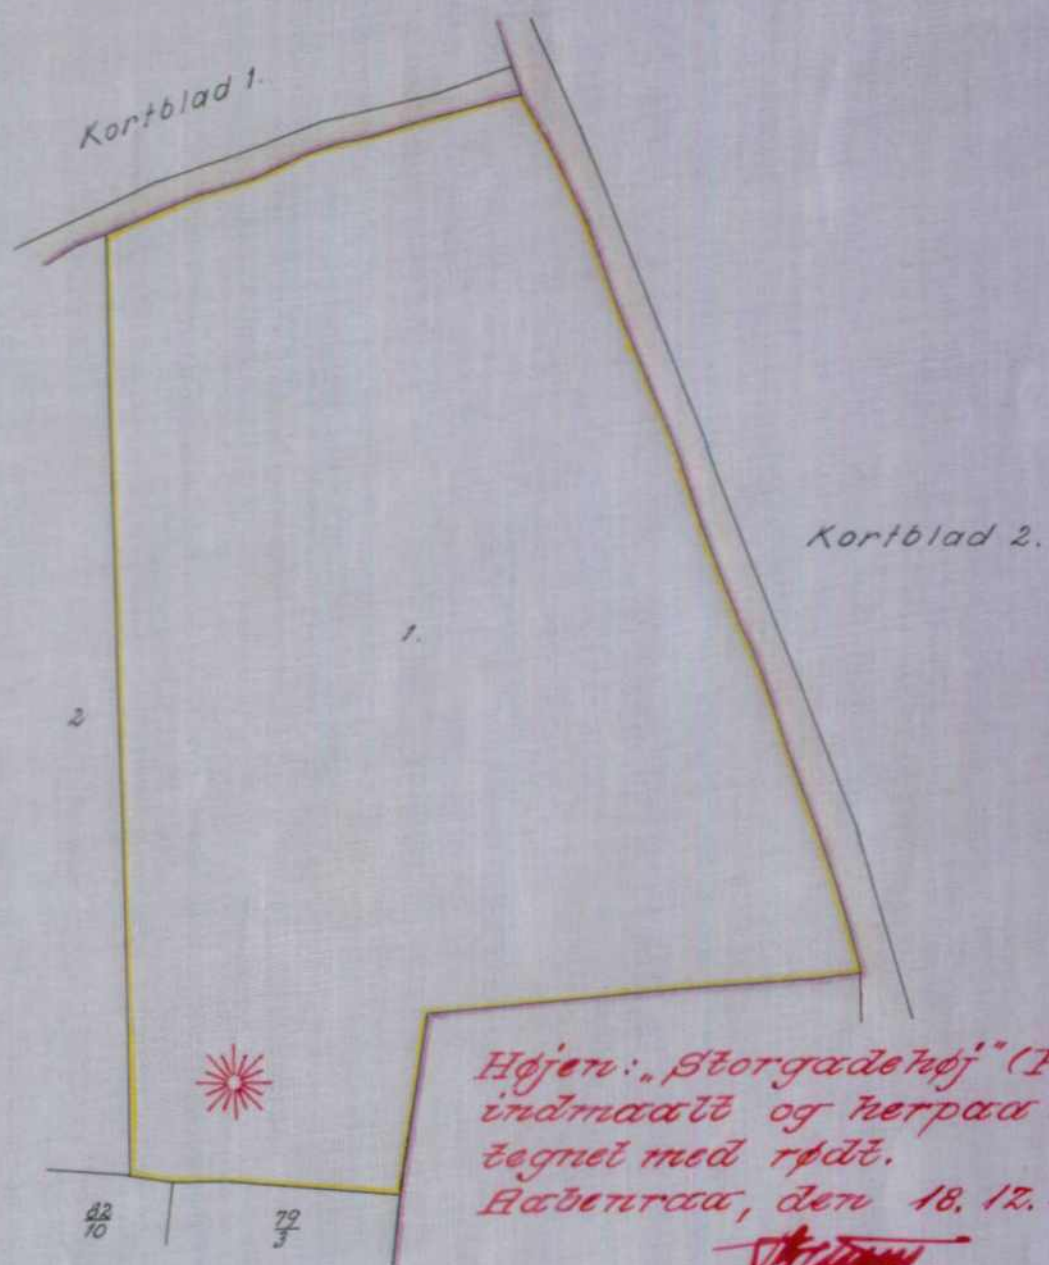 Kortblad 1.
Kortblad 2.
1.
2
Højen: „Storgadehøj" (
indmaalt og herpaa
tegnet med rødt.
Aabenraa, den 18. 12.
82
10
79
3